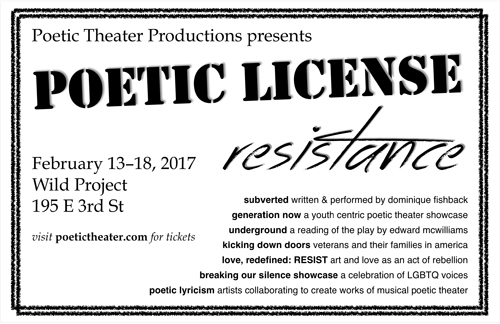 Poetic Theater Productions presents
POETIC LICENSE
resistance
February 13–18, 2017
Wild Project
195 E 3rd St
visit poetictheater.com for tickets
subverted written & performed by dominique fishback
generation now a youth centric poetic theater showcase
underground a reading of the play by edward mcwilliams
kicking down doors veterans and their families in america
love, redefined: RESIST art and love as an act of rebellion
breaking our silence showcase a celebration of LGBTQ voices
poetic lyricism artists collaborating to create works of musical poetic theater